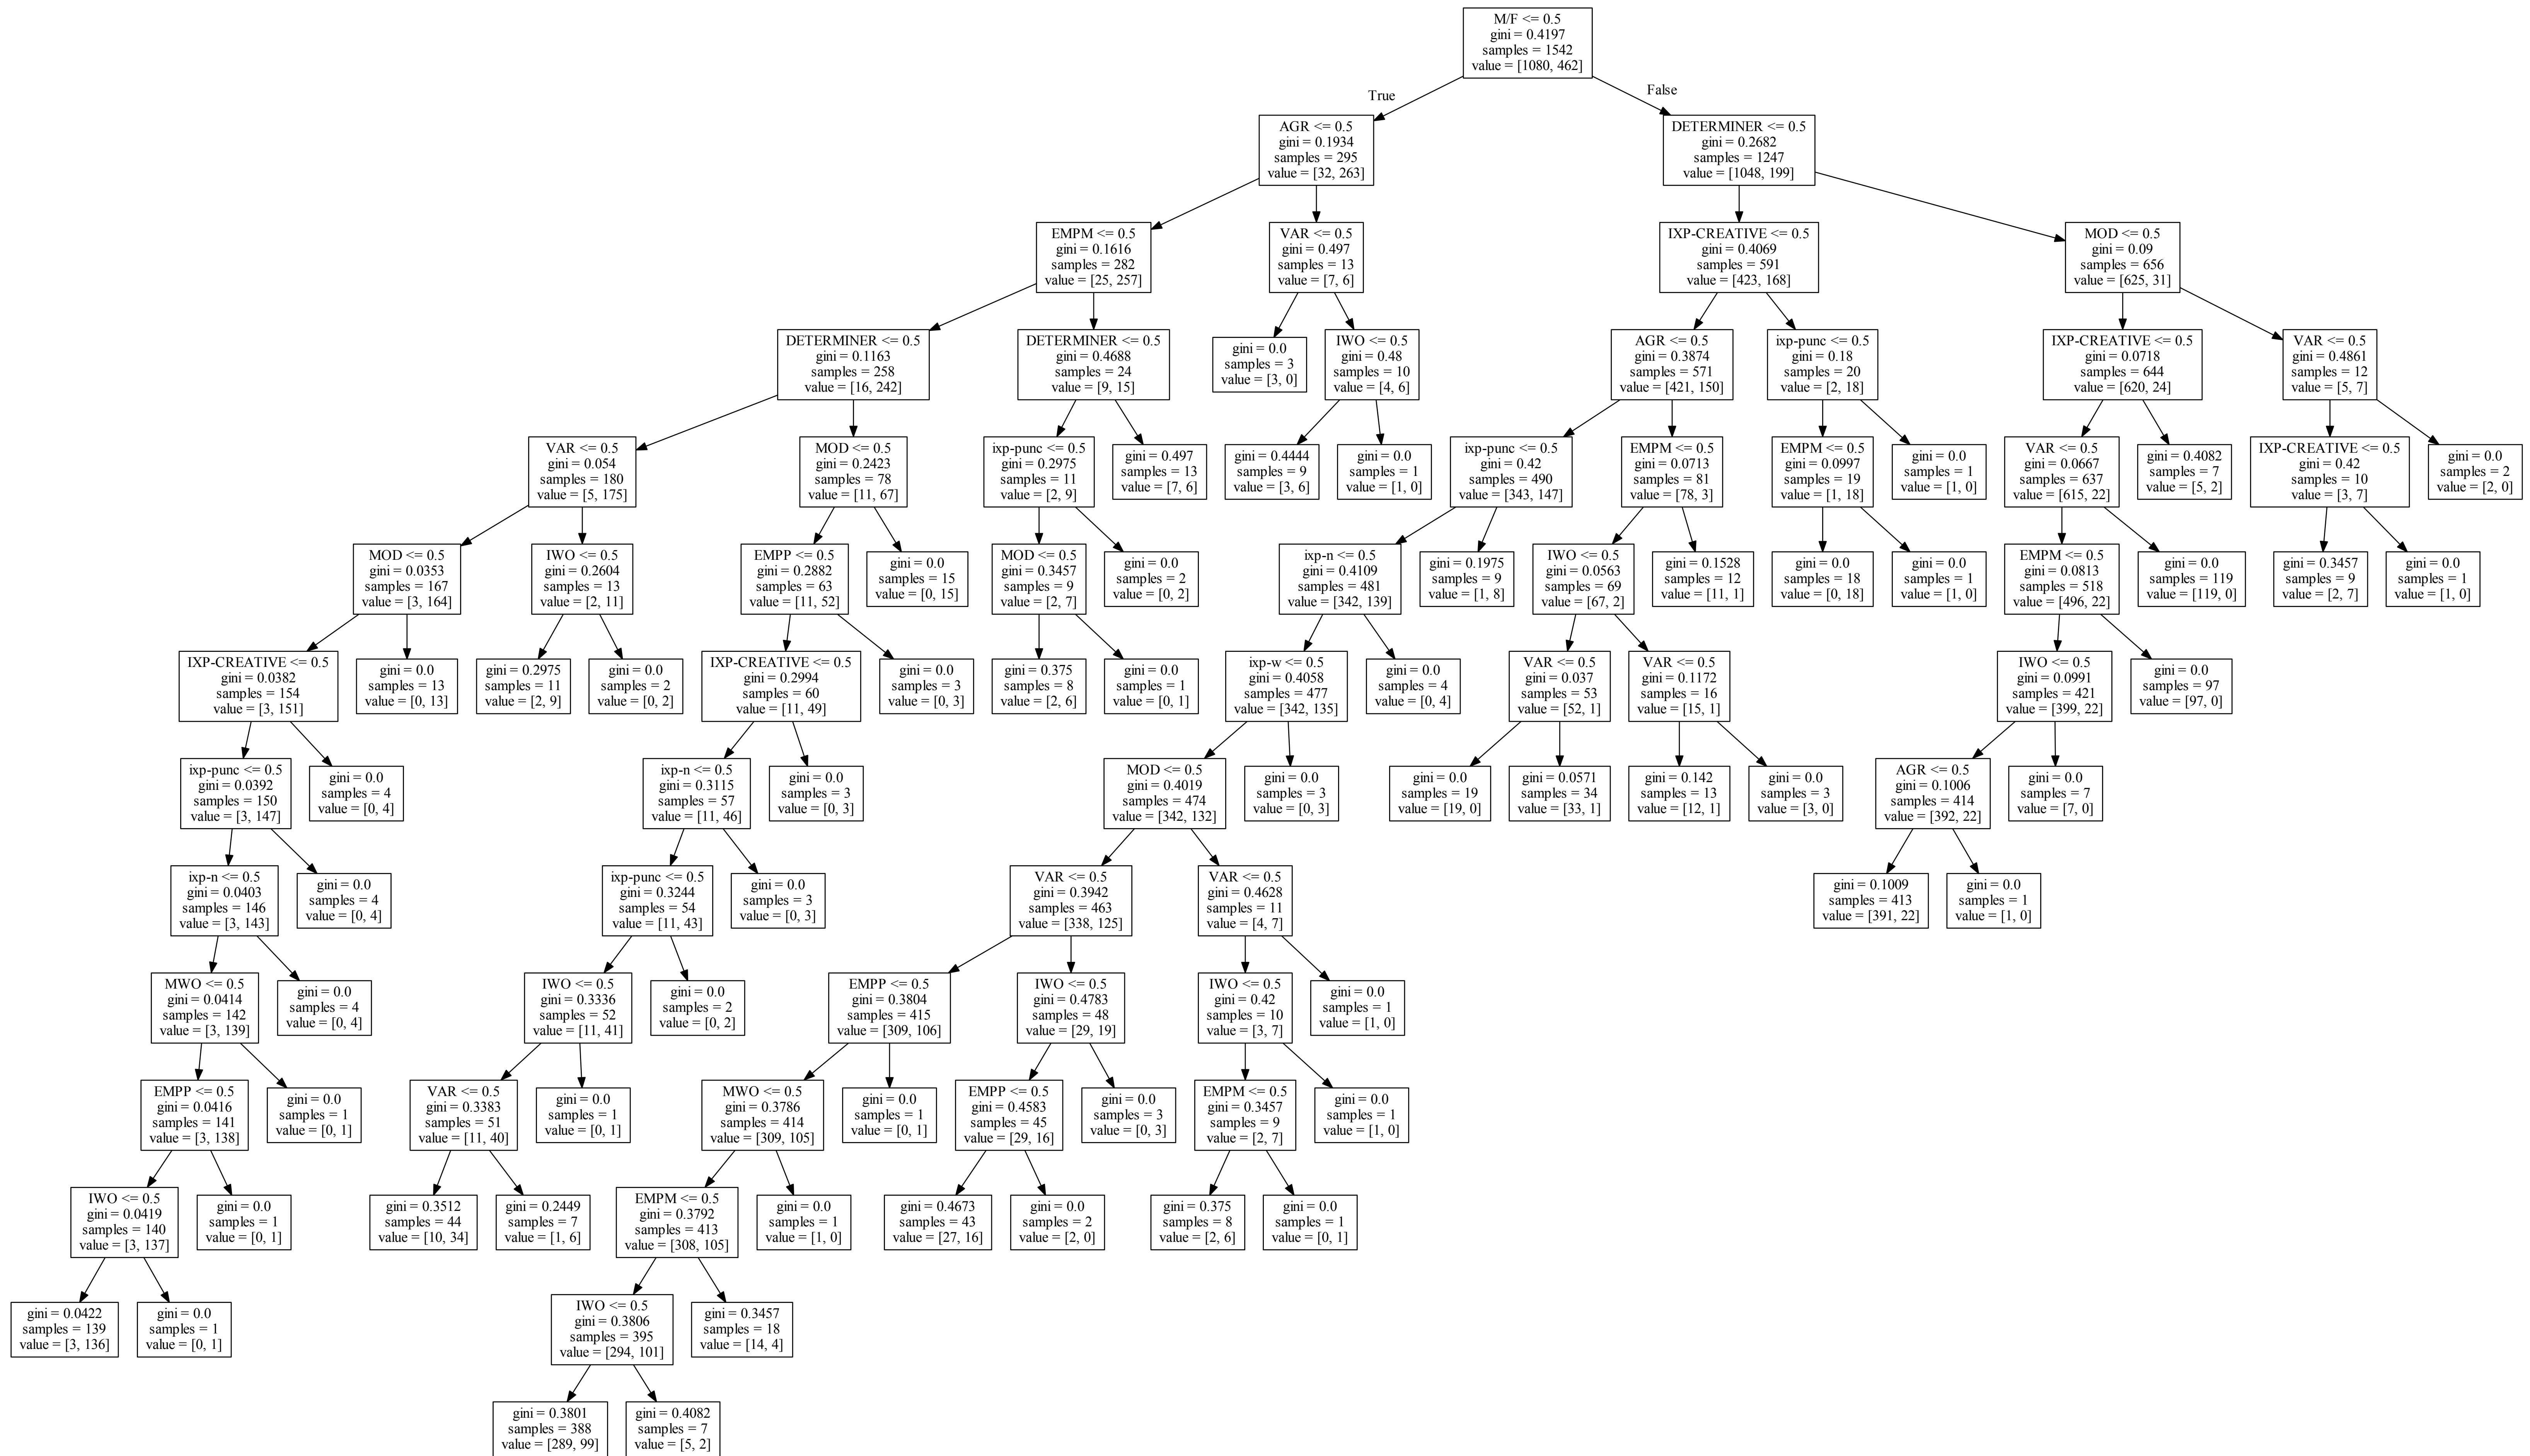 M/F <= 0.5
gini = 0.4197
samples = 1542
value = [1080, 462]
True
False
AGR <= 0.5
gini = 0.1934
samples = 295
value = [32, 263]
DETERMINER <= 0.5
gini = 0.2682
samples = 1247
value = [1048, 199]
EMPM <= 0.5
gini = 0.1616
samples = 282
value = [25, 257]
VAR <= 0.5
gini = 0.497
samples = 13
value = [7, 6]
IXP-CREATIVE <= 0.5
gini = 0.4069
samples = 591
value = [423, 168]
MOD <= 0.5
gini = 0.09
samples = 656
value = [625, 31]
DETERMINER <= 0.5
gini = 0.1163
samples = 258
value = [16, 242]
DETERMINER <= 0.5
gini = 0.4688
samples = 24
value = [9, 15]
gini = 0.0
samples = 3
value = [3, 0]
IWO <= 0.5
gini = 0.48
samples = 10
value = [4, 6]
AGR <= 0.5
gini = 0.3874
samples = 571
value = [421, 150]
ixp-punc <= 0.5
gini = 0.18
samples = 20
value = [2, 18]
IXP-CREATIVE <= 0.5
gini = 0.0718
samples = 644
value = [620, 24]
VAR <= 0.5
gini = 0.4861
samples = 12
value = [5, 7]
VAR <= 0.5
gini = 0.054
samples = 180
value = [5, 175]
MOD <= 0.5
gini = 0.2423
samples = 78
value = [11, 67]
ixp-punc <= 0.5
gini = 0.2975
samples = 11
value = [2, 9]
gini = 0.497
samples = 13
value = [7, 6]
gini = 0.4444
samples = 9
value = [3, 6]
gini = 0.0
samples = 1
value = [1, 0]
ixp-punc <= 0.5
gini = 0.42
samples = 490
value = [343, 147]
EMPM <= 0.5
gini = 0.0713
samples = 81
value = [78, 3]
EMPM <= 0.5
gini = 0.0997
samples = 19
value = [1, 18]
gini = 0.0
samples = 1
value = [1, 0]
VAR <= 0.5
gini = 0.0667
samples = 637
value = [615, 22]
gini = 0.4082
samples = 7
value = [5, 2]
IXP-CREATIVE <= 0.5
gini = 0.42
samples = 10
value = [3, 7]
gini = 0.0
samples = 2
value = [2, 0]
MOD <= 0.5
gini = 0.0353
samples = 167
value = [3, 164]
IWO <= 0.5
gini = 0.2604
samples = 13
value = [2, 11]
EMPP <= 0.5
gini = 0.2882
samples = 63
value = [11, 52]
gini = 0.0
samples = 15
value = [0, 15]
MOD <= 0.5
gini = 0.3457
samples = 9
value = [2, 7]
gini = 0.0
samples = 2
value = [0, 2]
ixp-n <= 0.5
gini = 0.4109
samples = 481
value = [342, 139]
gini = 0.1975
samples = 9
value = [1, 8]
IWO <= 0.5
gini = 0.0563
samples = 69
value = [67, 2]
gini = 0.1528
samples = 12
value = [11, 1]
gini = 0.0
samples = 18
value = [0, 18]
gini = 0.0
samples = 1
value = [1, 0]
EMPM <= 0.5
gini = 0.0813
samples = 518
value = [496, 22]
gini = 0.0
samples = 119
value = [119, 0]
gini = 0.3457
samples = 9
value = [2, 7]
gini = 0.0
samples = 1
value = [1, 0]
IXP-CREATIVE <= 0.5
gini = 0.0382
samples = 154
value = [3, 151]
gini = 0.0
samples = 13
value = [0, 13]
gini = 0.2975
samples = 11
value = [2, 9]
gini = 0.0
samples = 2
value = [0, 2]
IXP-CREATIVE <= 0.5
gini = 0.2994
samples = 60
value = [11, 49]
gini = 0.0
samples = 3
value = [0, 3]
gini = 0.375
samples = 8
value = [2, 6]
gini = 0.0
samples = 1
value = [0, 1]
ixp-w <= 0.5
gini = 0.4058
samples = 477
value = [342, 135]
gini = 0.0
samples = 4
value = [0, 4]
VAR <= 0.5
gini = 0.037
samples = 53
value = [52, 1]
VAR <= 0.5
gini = 0.1172
samples = 16
value = [15, 1]
IWO <= 0.5
gini = 0.0991
samples = 421
value = [399, 22]
gini = 0.0
samples = 97
value = [97, 0]
ixp-punc <= 0.5
gini = 0.0392
samples = 150
value = [3, 147]
gini = 0.0
samples = 4
value = [0, 4]
ixp-n <= 0.5
gini = 0.3115
samples = 57
value = [11, 46]
gini = 0.0
samples = 3
value = [0, 3]
MOD <= 0.5
gini = 0.4019
samples = 474
value = [342, 132]
gini = 0.0
samples = 3
value = [0, 3]
gini = 0.0
samples = 19
value = [19, 0]
gini = 0.0571
samples = 34
value = [33, 1]
gini = 0.142
samples = 13
value = [12, 1]
gini = 0.0
samples = 3
value = [3, 0]
AGR <= 0.5
gini = 0.1006
samples = 414
value = [392, 22]
gini = 0.0
samples = 7
value = [7, 0]
ixp-n <= 0.5
gini = 0.0403
samples = 146
value = [3, 143]
gini = 0.0
samples = 4
value = [0, 4]
ixp-punc <= 0.5
gini = 0.3244
samples = 54
value = [11, 43]
gini = 0.0
samples = 3
value = [0, 3]
VAR <= 0.5
gini = 0.3942
samples = 463
value = [338, 125]
VAR <= 0.5
gini = 0.4628
samples = 11
value = [4, 7]
gini = 0.1009
samples = 413
value = [391, 22]
gini = 0.0
samples = 1
value = [1, 0]
MWO <= 0.5
gini = 0.0414
samples = 142
value = [3, 139]
gini = 0.0
samples = 4
value = [0, 4]
IWO <= 0.5
gini = 0.3336
samples = 52
value = [11, 41]
gini = 0.0
samples = 2
value = [0, 2]
EMPP <= 0.5
gini = 0.3804
samples = 415
value = [309, 106]
IWO <= 0.5
gini = 0.4783
samples = 48
value = [29, 19]
IWO <= 0.5
gini = 0.42
samples = 10
value = [3, 7]
gini = 0.0
samples = 1
value = [1, 0]
EMPP <= 0.5
gini = 0.0416
samples = 141
value = [3, 138]
gini = 0.0
samples = 1
value = [0, 1]
VAR <= 0.5
gini = 0.3383
samples = 51
value = [11, 40]
gini = 0.0
samples = 1
value = [0, 1]
MWO <= 0.5
gini = 0.3786
samples = 414
value = [309, 105]
gini = 0.0
samples = 1
value = [0, 1]
EMPP <= 0.5
gini = 0.4583
samples = 45
value = [29, 16]
gini = 0.0
samples = 3
value = [0, 3]
EMPM <= 0.5
gini = 0.3457
samples = 9
value = [2, 7]
gini = 0.0
samples = 1
value = [1, 0]
IWO <= 0.5
gini = 0.0419
samples = 140
value = [3, 137]
gini = 0.0
samples = 1
value = [0, 1]
gini = 0.3512
samples = 44
value = [10, 34]
gini = 0.2449
samples = 7
value = [1, 6]
EMPM <= 0.5
gini = 0.3792
samples = 413
value = [308, 105]
gini = 0.0
samples = 1
value = [1, 0]
gini = 0.4673
samples = 43
value = [27, 16]
gini = 0.0
samples = 2
value = [2, 0]
gini = 0.375
samples = 8
value = [2, 6]
gini = 0.0
samples = 1
value = [0, 1]
gini = 0.0422
samples = 139
value = [3, 136]
gini = 0.0
samples = 1
value = [0, 1]
IWO <= 0.5
gini = 0.3806
samples = 395
value = [294, 101]
gini = 0.3457
samples = 18
value = [14, 4]
gini = 0.3801
samples = 388
value = [289, 99]
gini = 0.4082
samples = 7
value = [5, 2]